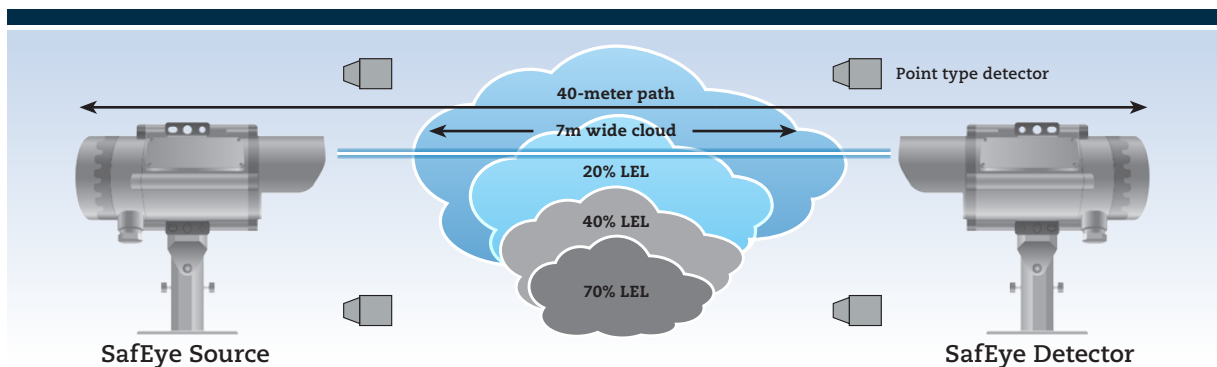 Point type detector
40-meter path
7m wide cloud
20% LEL
40% LEL
70% LEL
SafEye Source
SafEye Detector